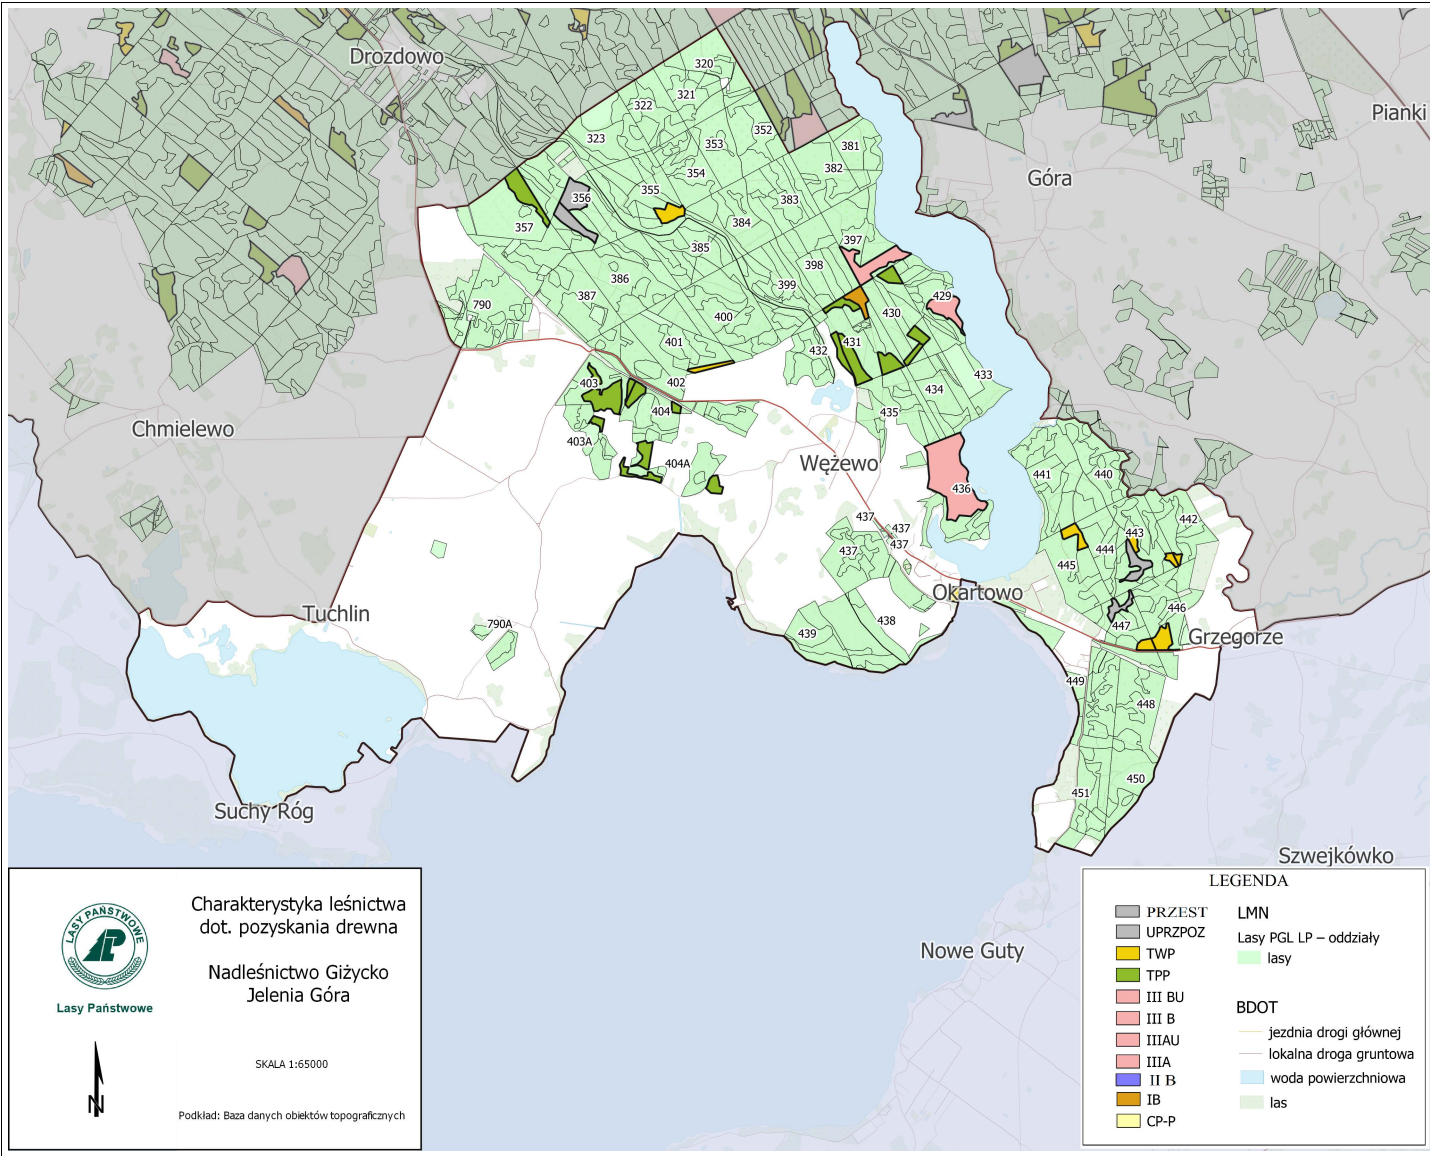 Drozdowo
320
321
322
323
352
353
354
355
356
357
381
382
383
384
385
386
387
397
398
399
400
401
402
403
403A
404
404A
429
430
431
432
433
434
435
436
437
437
437
437
438
439
440
441
442
443
444
445
446
447
448
449
450
451
790
790A
Pianki
Góra
Chmielewo
Wężewo
Okartowo
Tuchlin
Grzegorze
Suchy Róg
Szwejkówko
Nowe Guty
LASY PAŃSTWOWE
LP
Lasy Państwowe
N
Charakterystyka leśnictwa
dot. pozyskania drewna
Nadleśnictwo Giżycko
Jelenia Góra
SKALA 1:65000
Podkład: Baza danych obiektów topograficznych
LEGENDA
PRZEST
UPRZPOZ
TWP
TPP
III BU
III B
IIIAU
IIIA
II B
IB
CP-P
LMN
Lasy PGL LP – oddziały
lasy
BDOT
jezdnia drogi głównej
lokalna droga gruntowa
woda powierzchniowa
las